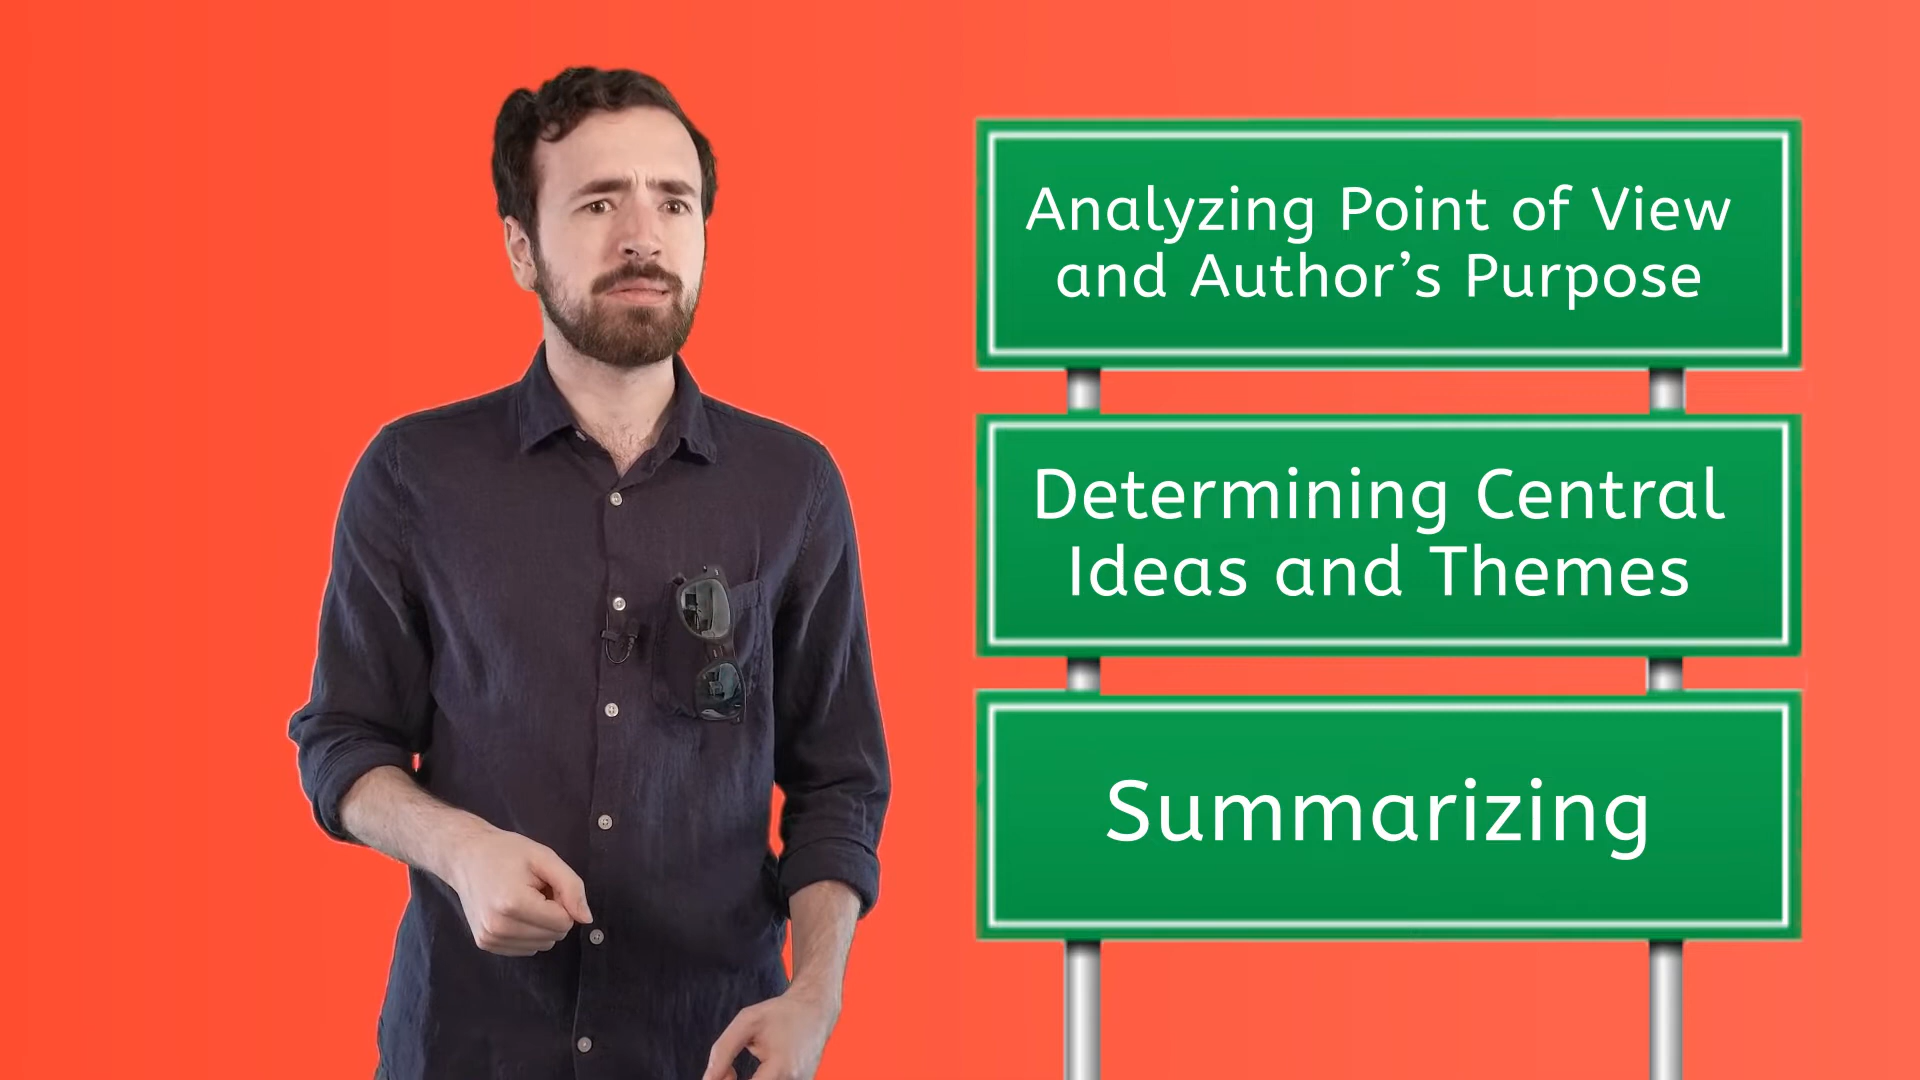 Analyzing Point of View
and Author’s Purpose
Determining Central
Ideas and Themes
Summarizing